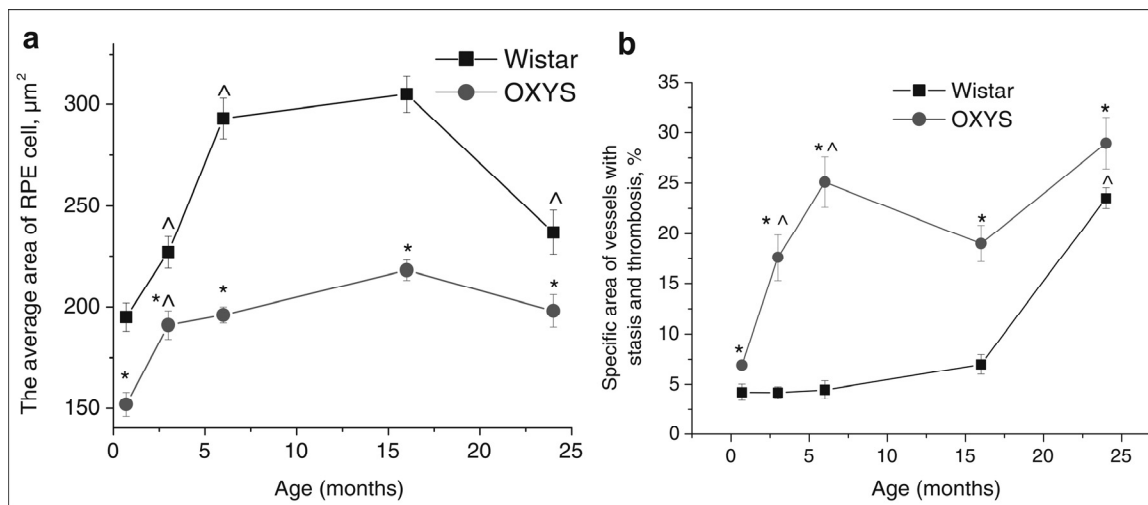 a
Wistar
OXYS
The average area of RPE cell, µm²
300
250
200
150
^
^
^
* ^
*
*
*
*
0 5 10 15 20 25
Age (months)
b
Wistar
OXYS
Specific area of vessels with
stasis and thrombosis, %
35
30
25
20
15
10
5
0
*
* ^
^
* ^
*
*
0 5 10 15 20 25
Age (months)